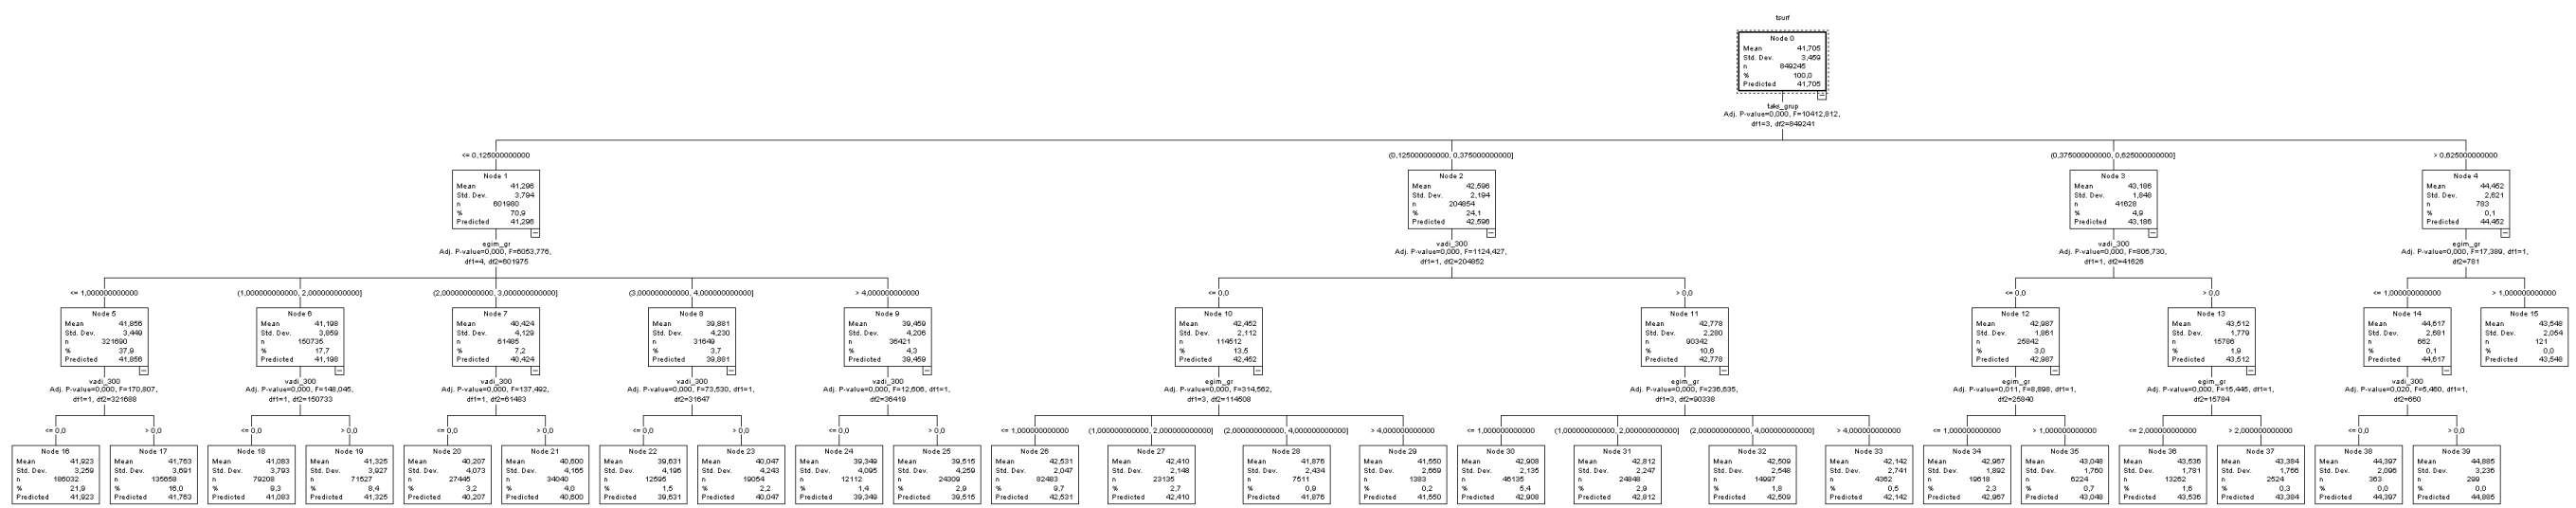 tsurf
Node 0
Mean 41,705
Std. Dev. 3,459
n 849245
% 100,0
Predicted 41,705
taks_grup
Adj. P-value=0,000, F=10412,812,
df1=3, df2=849241
<= 0,125000000000
(0,125000000000, 0,375000000000]
(0,375000000000, 0,625000000000]
> 0,625000000000
Node 1
Mean 41,296
Std. Dev. 3,794
n 601980
% 70,9
Predicted 41,296
egim_gr
Adj. P-value=0,000, F=6053,776,
df1=4, df2=601975
Node 2
Mean 42,596
Std. Dev. 2,194
n 204854
% 24,1
Predicted 42,596
vadi_300
Adj. P-value=0,000, F=1124,427,
df1=1, df2=204852
Node 3
Mean 43,186
Std. Dev. 1,848
n 41628
% 4,9
Predicted 43,186
vadi_300
Adj. P-value=0,000, F=805,730,
df1=1, df2=41626
Node 4
Mean 44,452
Std. Dev. 2,621
n 783
% 0,1
Predicted 44,452
egim_gr
Adj. P-value=0,000, F=17,389, df1=1,
df2=781
<= 1,000000000000
(1,000000000000, 2,000000000000]
(2,000000000000, 3,000000000000]
(3,000000000000, 4,000000000000]
> 4,000000000000
<= 0,0
> 0,0
<= 0,0
> 0,0
<= 1,000000000000
> 1,000000000000
Node 5
Mean 41,856
Std. Dev. 3,449
n 321690
% 37,9
Predicted 41,856
vadi_300
Adj. P-value=0,000, F=170,807,
df1=1, df2=321688
Node 6
Mean 41,198
Std. Dev. 3,859
n 150735
% 17,7
Predicted 41,198
vadi_300
Adj. P-value=0,000, F=148,045,
df1=1, df2=150733
Node 7
Mean 40,424
Std. Dev. 4,129
n 61485
% 7,2
Predicted 40,424
vadi_300
Adj. P-value=0,000, F=137,492,
df1=1, df2=61483
Node 8
Mean 39,881
Std. Dev. 4,230
n 31649
% 3,7
Predicted 39,881
vadi_300
Adj. P-value=0,000, F=73,530, df1=1,
df2=31647
Node 9
Mean 39,459
Std. Dev. 4,206
n 36421
% 4,3
Predicted 39,459
vadi_300
Adj. P-value=0,000, F=12,606, df1=1,
df2=36419
Node 10
Mean 42,452
Std. Dev. 2,112
n 114512
% 13,5
Predicted 42,452
egim_gr
Adj. P-value=0,000, F=314,562,
df1=3, df2=114508
Node 11
Mean 42,778
Std. Dev. 2,280
n 90342
% 10,6
Predicted 42,778
egim_gr
Adj. P-value=0,000, F=236,635,
df1=3, df2=90338
Node 12
Mean 42,987
Std. Dev. 1,861
n 25842
% 3,0
Predicted 42,987
egim_gr
Adj. P-value=0,011, F=8,898, df1=1,
df2=25840
Node 13
Mean 43,512
Std. Dev. 1,779
n 15786
% 1,9
Predicted 43,512
egim_gr
Adj. P-value=0,000, F=15,445, df1=1,
df2=15784
Node 14
Mean 44,617
Std. Dev. 2,681
n 662
% 0,1
Predicted 44,617
vadi_300
Adj. P-value=0,020, F=5,460, df1=1,
df2=660
Node 15
Mean 43,548
Std. Dev. 2,054
n 121
% 0,0
Predicted 43,548
<= 0,0
> 0,0
<= 0,0
> 0,0
<= 0,0
> 0,0
<= 0,0
> 0,0
<= 0,0
> 0,0
<= 1,000000000000
(1,000000000000, 2,000000000000]
(2,000000000000, 4,000000000000]
> 4,000000000000
<= 1,000000000000
(1,000000000000, 2,000000000000]
(2,000000000000, 4,000000000000]
> 4,000000000000
<= 1,000000000000
> 1,000000000000
<= 2,000000000000
> 2,000000000000
<= 0,0
> 0,0
Node 16
Mean 41,923
Std. Dev. 3,259
n 186032
% 21,9
Predicted 41,923
Node 17
Mean 41,763
Std. Dev. 3,691
n 135658
% 16,0
Predicted 41,763
Node 18
Mean 41,083
Std. Dev. 3,793
n 79208
% 9,3
Predicted 41,083
Node 19
Mean 41,325
Std. Dev. 3,927
n 71527
% 8,4
Predicted 41,325
Node 20
Mean 40,207
Std. Dev. 4,073
n 27445
% 3,2
Predicted 40,207
Node 21
Mean 40,600
Std. Dev. 4,165
n 34040
% 4,0
Predicted 40,600
Node 22
Mean 39,631
Std. Dev. 4,196
n 12595
% 1,5
Predicted 39,631
Node 23
Mean 40,047
Std. Dev. 4,243
n 19054
% 2,2
Predicted 40,047
Node 24
Mean 39,349
Std. Dev. 4,095
n 12112
% 1,4
Predicted 39,349
Node 25
Mean 39,515
Std. Dev. 4,259
n 24309
% 2,9
Predicted 39,515
Node 26
Mean 42,531
Std. Dev. 2,047
n 82483
% 9,7
Predicted 42,531
Node 27
Mean 42,410
Std. Dev. 2,148
n 23135
% 2,7
Predicted 42,410
Node 28
Mean 41,876
Std. Dev. 2,434
n 7511
% 0,9
Predicted 41,876
Node 29
Mean 41,550
Std. Dev. 2,669
n 1383
% 0,2
Predicted 41,550
Node 30
Mean 42,908
Std. Dev. 2,135
n 46135
% 5,4
Predicted 42,908
Node 31
Mean 42,812
Std. Dev. 2,247
n 24848
% 2,9
Predicted 42,812
Node 32
Mean 42,509
Std. Dev. 2,548
n 14997
% 1,8
Predicted 42,509
Node 33
Mean 42,142
Std. Dev. 2,741
n 4362
% 0,5
Predicted 42,142
Node 34
Mean 42,967
Std. Dev. 1,892
n 19618
% 2,3
Predicted 42,967
Node 35
Mean 43,048
Std. Dev. 1,760
n 6224
% 0,7
Predicted 43,048
Node 36
Mean 43,536
Std. Dev. 1,781
n 13262
% 1,6
Predicted 43,536
Node 37
Mean 43,384
Std. Dev. 1,766
n 2524
% 0,3
Predicted 43,384
Node 38
Mean 44,397
Std. Dev. 2,096
n 363
% 0,0
Predicted 44,397
Node 39
Mean 44,885
Std. Dev. 3,236
n 299
% 0,0
Predicted 44,885